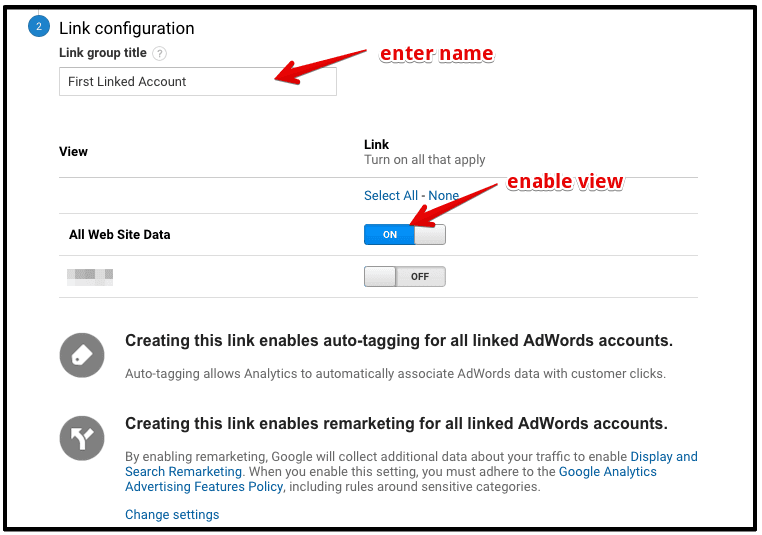 2 Link configuration
Link group title ?
enter name
First Linked Account
View
Link
Turn on all that apply
enable view
Select All - None
All Web Site Data
ON
OFF
Creating this link enables auto-tagging for all linked AdWords accounts.
Auto-tagging allows Analytics to automatically associate AdWords data with customer clicks.
Creating this link enables remarketing for all linked AdWords accounts.
By enabling remarketing, Google will collect additional data about your traffic to enable Display and
Search Remarketing. When you enable this setting, you must adhere to the Google Analytics
Advertising Features Policy, including rules around sensitive categories.
Change settings